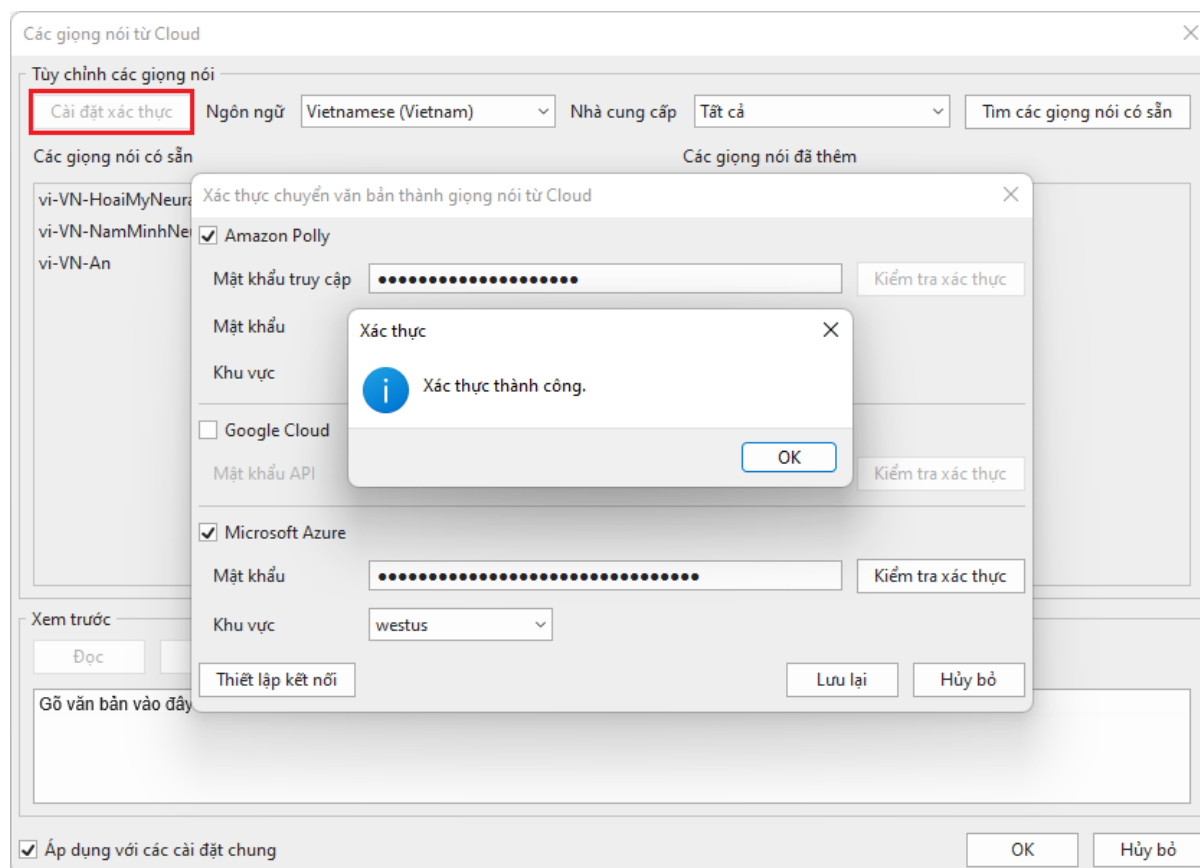 Các giọng nói từ Cloud
Tùy chỉnh các giọng nói
Cài đặt xác thực Ngôn ngữ Vietnamese (Vietnam) Nhà cung cấp Tất cả Tìm các giọng nói có sẵn
Các giọng nói có sẵn Các giọng nói đã thêm
vi-VN-HoaiMyNeura
vi-VN-NamMinhNeu
vi-VN-An
Xác thực chuyển văn bản thành giọng nói từ Cloud
Amazon Polly
Mật khẩu truy cập •••••••••••••••••••• Kiểm tra xác thực
Mật khẩu
Khu vực
Xác thực
Xác thực thành công.
OK
Google Cloud
Mật khẩu API Kiểm tra xác thực
Microsoft Azure
Mật khẩu •••••••••••••••••••••••••••••••• Kiểm tra xác thực
Khu vực westus
Thiết lập kết nối Lưu lại Hủy bỏ
Xem trước
Đọc
Gõ văn bản vào đây
Áp dụng với các cài đặt chung OK Hủy bỏ